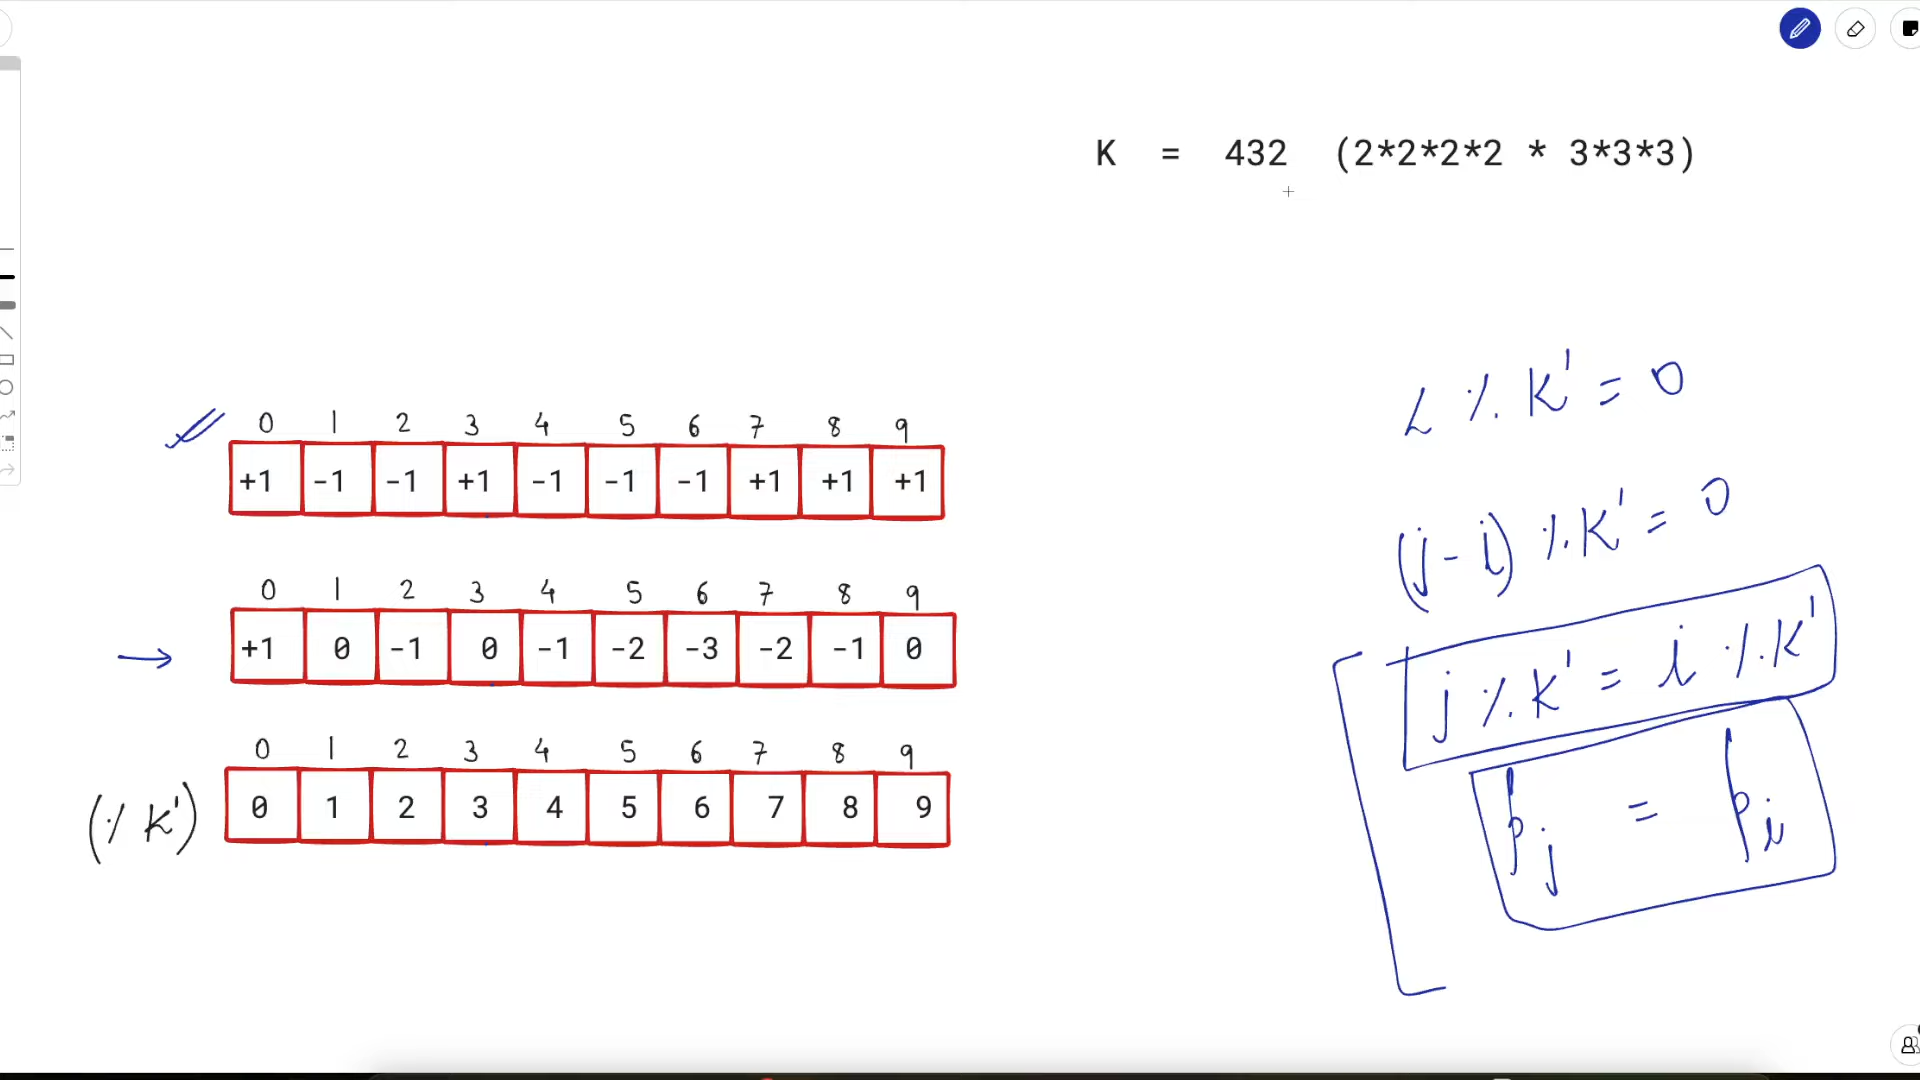 K = 432 (2*2*2*2 * 3*3*3)
0 1 2 3 4 5 6 7 8 9
+1 -1 -1 +1 -1 -1 -1 +1 +1 +1
0 1 2 3 4 5 6 7 8 9
+1 0 -1 0 -1 -2 -3 -2 -1 0
0 1 2 3 4 5 6 7 8 9
(% K') 0 1 2 3 4 5 6 7 8 9
L % K' = 0
(j - i) % K' = 0
j % K' = i % K'
pj = pi